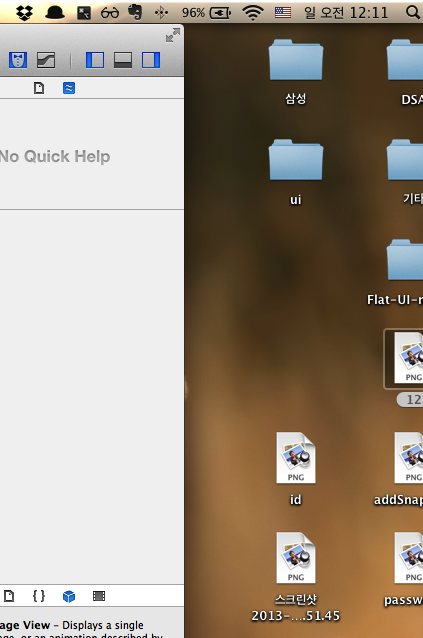 96%
일 오전 12:11
No Quick Help
삼성
DSA
ui
기타
Flat-UI-
PNG
12
PNG
PNG
id
addSnap
PNG
PNG
스크린샷
2013-....51.45
passw
age View – Displays a single
age, or an animation described by